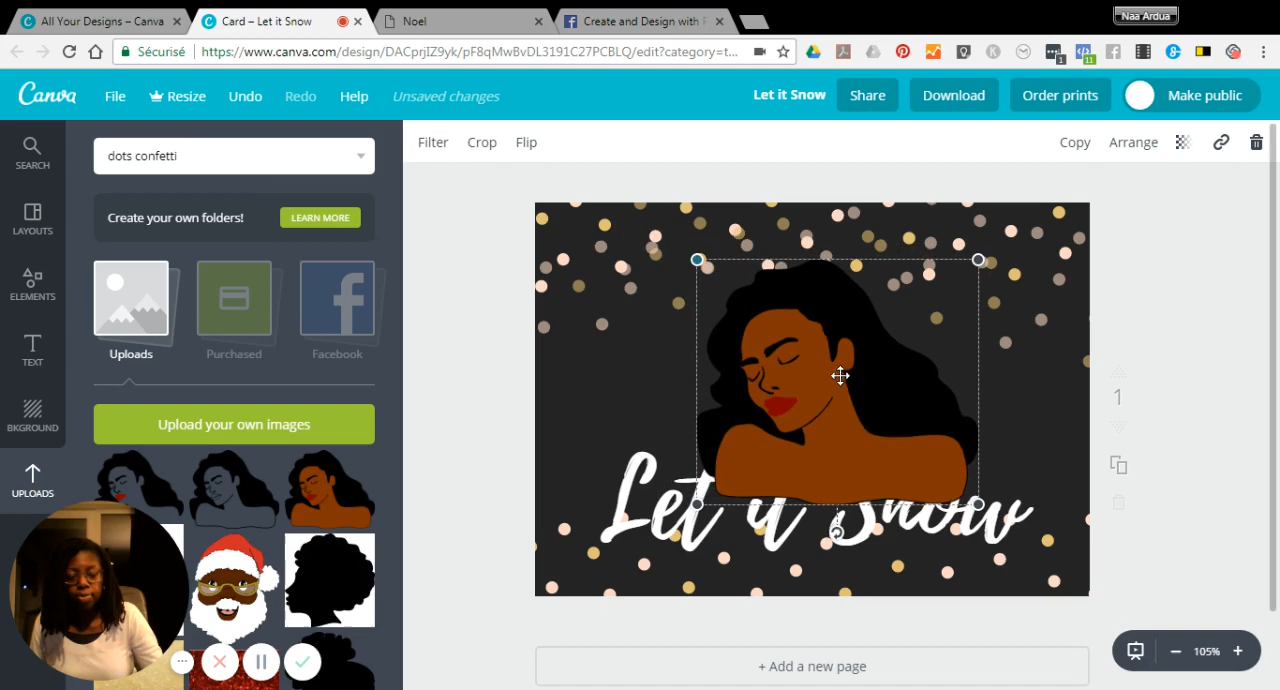 Naa Ardua
All Your Designs – Canva
Card – Let it Snow
Noel
Create and Design with F
Sécurisé
https://www.canva.com/design/DACprjIZ9yk/pF8qMwBvDL3191C27PCBLQ/edit?category=t...
1
11
Canva
File
Resize
Undo
Redo
Help
Unsaved changes
Let it Snow
Share
Download
Order prints
Make public
SEARCH
LAYOUTS
ELEMENTS
TEXT
BKGROUND
UPLOADS
dots confetti
Create your own folders!
LEARN MORE
Uploads
Purchased
Facebook
Upload your own images
Filter
Crop
Flip
Copy
Arrange
Let it Snow
1
+ Add a new page
105%